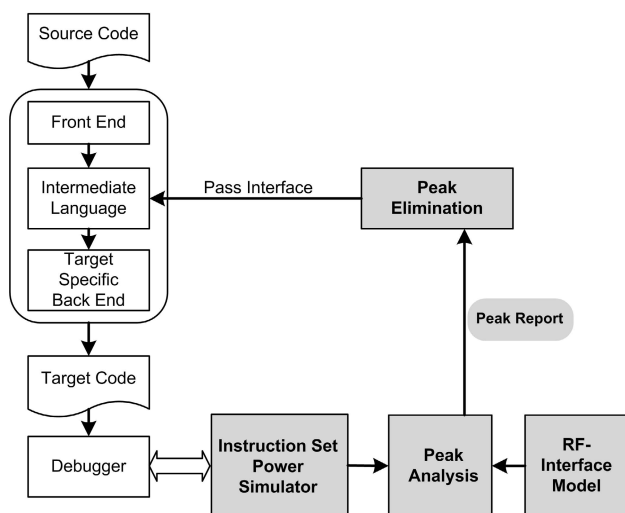 Source Code
Front End
Intermediate
Language
Target
Specific
Back End
Pass Interface
Peak
Elimination
Peak Report
Target Code
Debugger
Instruction Set
Power
Simulator
Peak
Analysis
RF-
Interface
Model